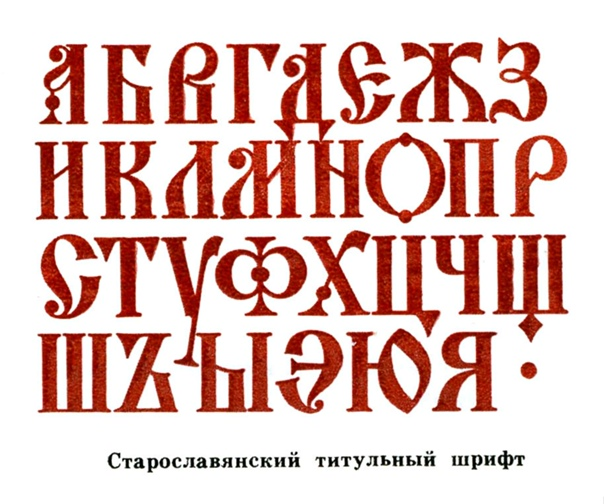 АБВГДЕЖЗ
ИКЛМНОПР
СТУФХЦЧЩ
ШЪЫЭЮЯ.
Старославянский титульный шрифт